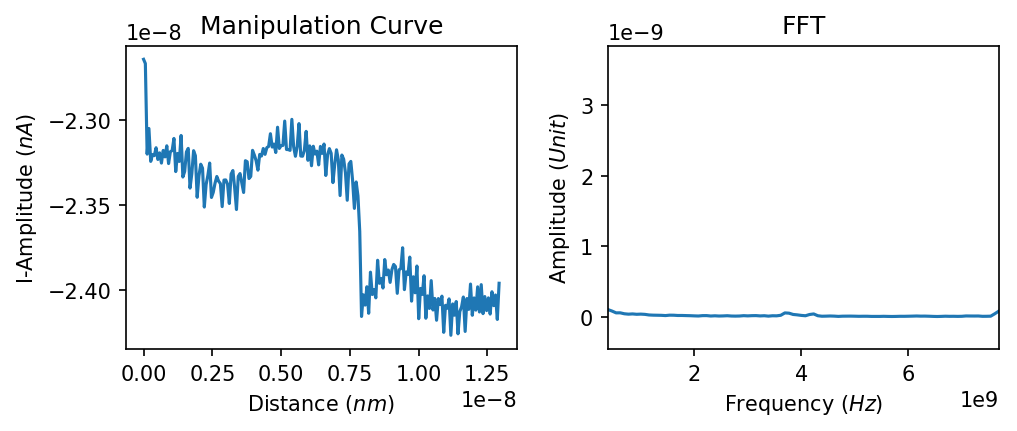 Manipulation Curve
1e−8
I-Amplitude (nA)
−2.30
−2.35
−2.40
0.00 0.25 0.50 0.75 1.00 1.25
Distance (nm)
1e−8
FFT
1e−9
Amplitude (Unit)
3
2
1
0
2 4 6
Frequency (Hz)
1e9